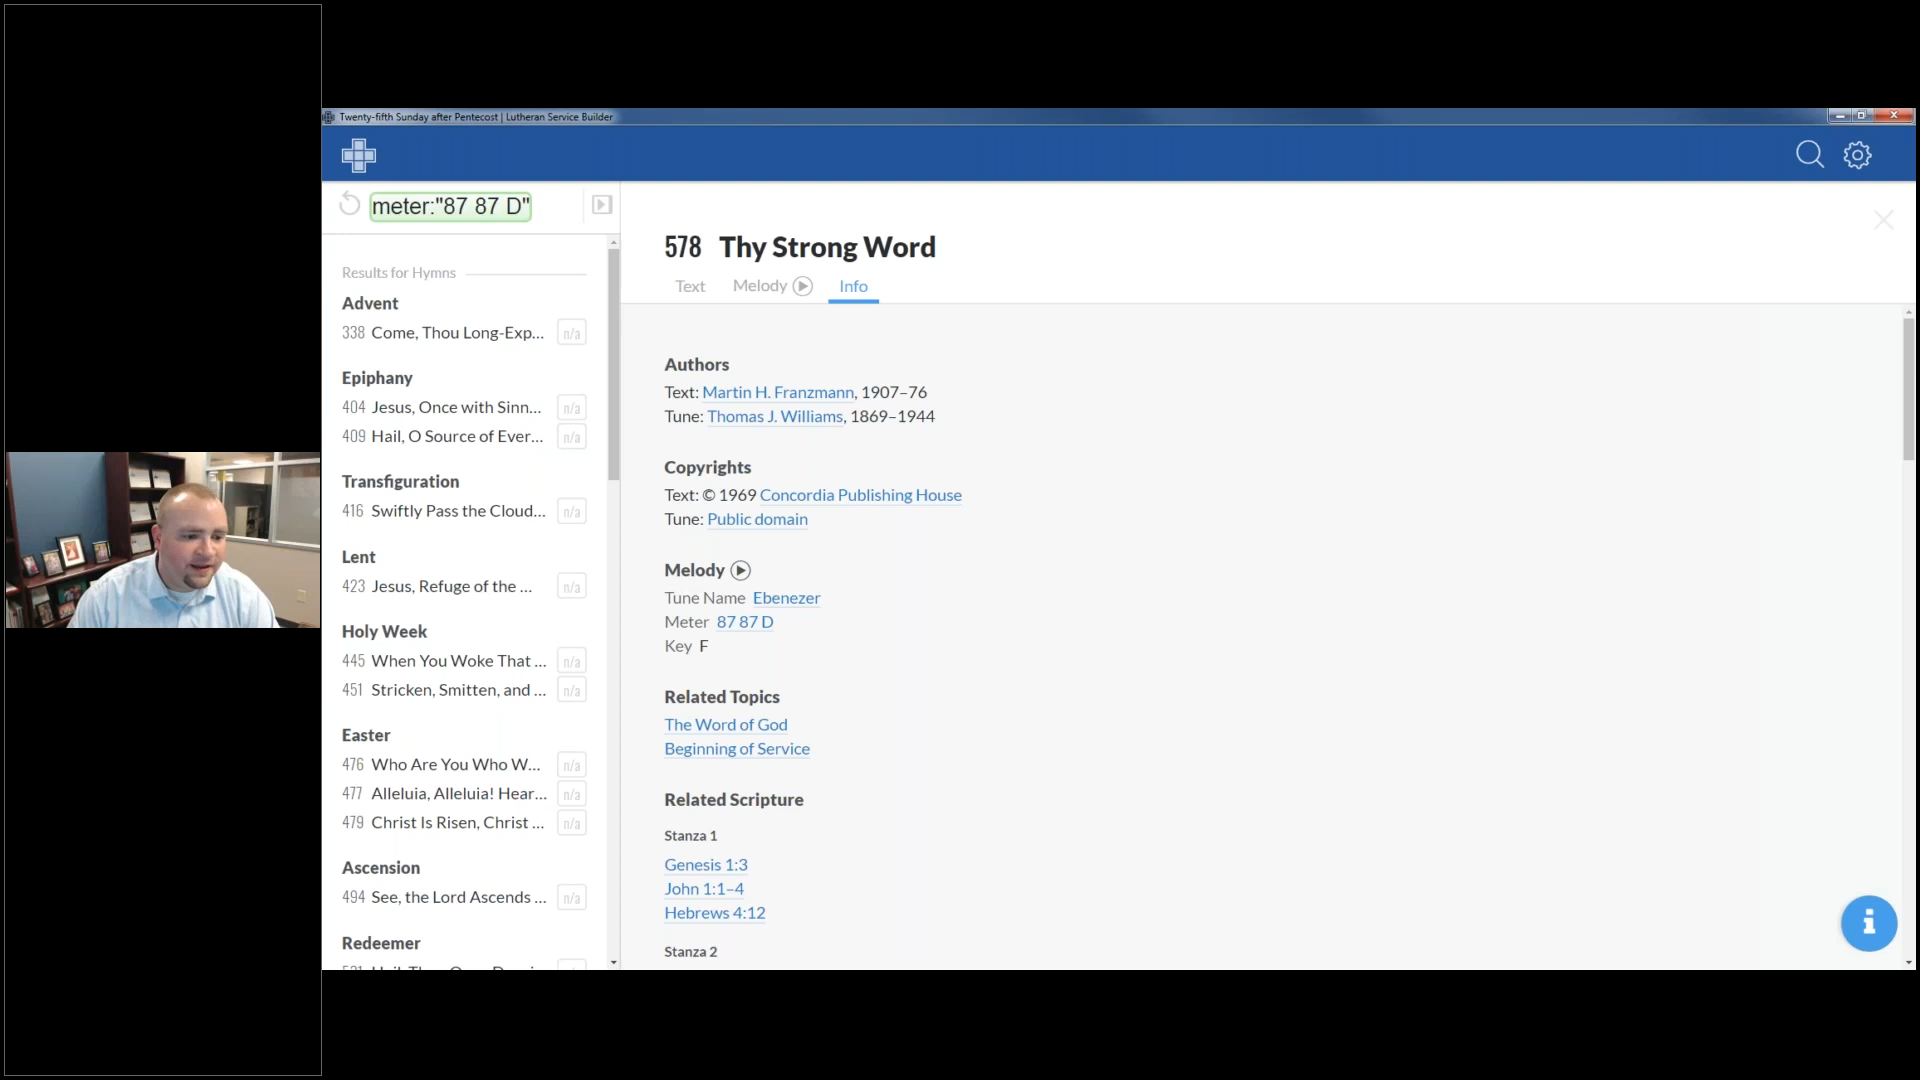 Twenty-fifth Sunday after Pentecost | Lutheran Service Builder
meter:"87 87 D"
Results for Hymns
Advent
338 Come, Thou Long-Exp... n/a
Epiphany
404 Jesus, Once with Sinn... n/a
409 Hail, O Source of Ever... n/a
Transfiguration
416 Swiftly Pass the Cloud... n/a
Lent
423 Jesus, Refuge of the ... n/a
Holy Week
445 When You Woke That ... n/a
451 Stricken, Smitten, and ... n/a
Easter
476 Who Are You Who W... n/a
477 Alleluia, Alleluia! Hear... n/a
479 Christ Is Risen, Christ ... n/a
Ascension
494 See, the Lord Ascends ... n/a
Redeemer
578 Thy Strong Word
Text Melody Info
Authors
Text: Martin H. Franzmann, 1907–76
Tune: Thomas J. Williams, 1869–1944
Copyrights
Text: © 1969 Concordia Publishing House
Tune: Public domain
Melody
Tune Name Ebenezer
Meter 87 87 D
Key F
Related Topics
The Word of God
Beginning of Service
Related Scripture
Stanza 1
Genesis 1:3
John 1:1–4
Hebrews 4:12
Stanza 2